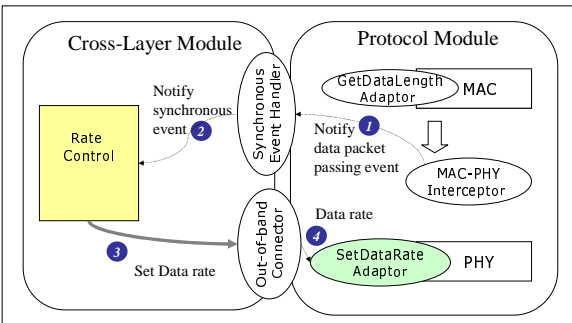 Cross-Layer Module
Protocol Module
Notify
synchronous
event
2
Rate
Control
Synchronous
Event Handler
1
Notify
data packet
passing event
GetDataLength
Adaptor
MAC
MAC-PHY
Interceptor
3
Set Data rate
Out-of-band
Connector
Data rate
4
SetDataRate
Adaptor
PHY